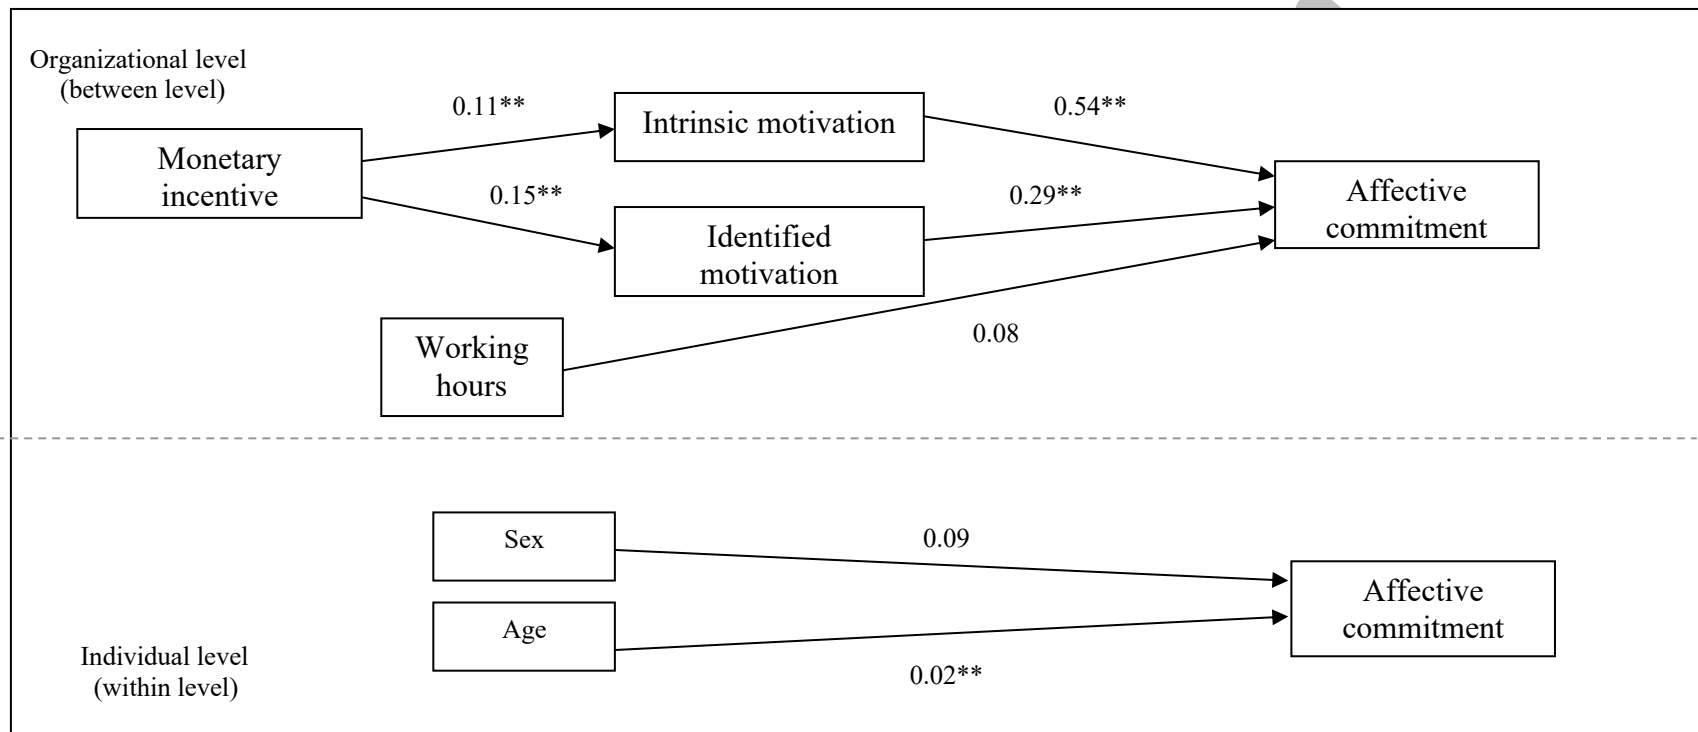 Organizational level
(between level)
0.11**
0.54**
Intrinsic motivation
Monetary
incentive
0.15**
0.29**
Affective
commitment
Identified
motivation
Working
hours
0.08
Sex
0.09
Affective
commitment
Age
0.02**
Individual level
(within level)